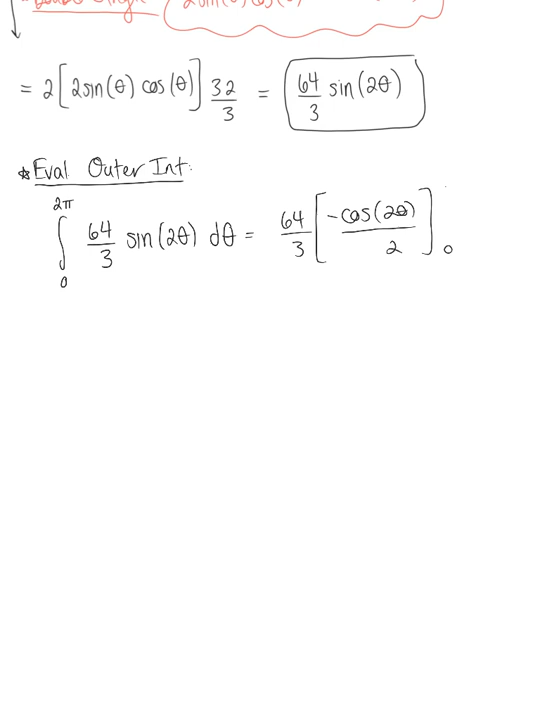 = 2[2sin(θ) cos(θ)] 32/3 = 64/3 sin(2θ)
*Eval Outer Int:
∫₀^2π 64/3 sin(2θ) dθ = 64/3 [-cos(2θ)/2]₀